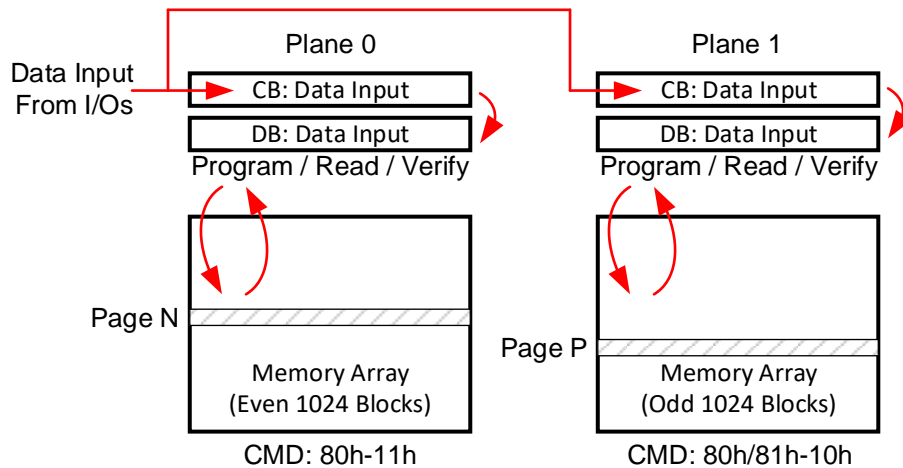 Plane 0
Plane 1
Data Input
From I/Os
CB: Data Input
CB: Data Input
DB: Data Input
DB: Data Input
Program / Read / Verify
Program / Read / Verify
Page N
Page P
Memory Array
(Even 1024 Blocks)
Memory Array
(Odd 1024 Blocks)
CMD: 80h-11h
CMD: 80h/81h-10h